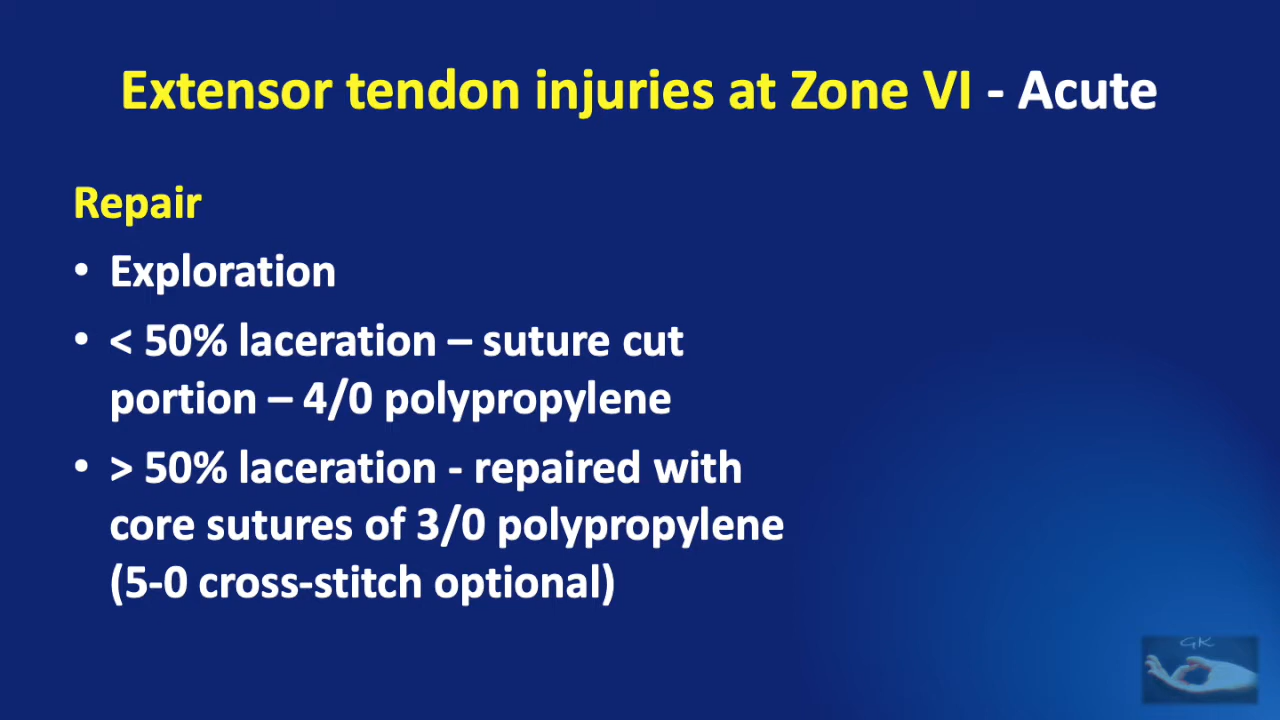 Extensor tendon injuries at Zone VI - Acute
Repair
• Exploration
• < 50% laceration – suture cut
portion – 4/0 polypropylene
• > 50% laceration - repaired with
core sutures of 3/0 polypropylene
(5-0 cross-stitch optional)
GK